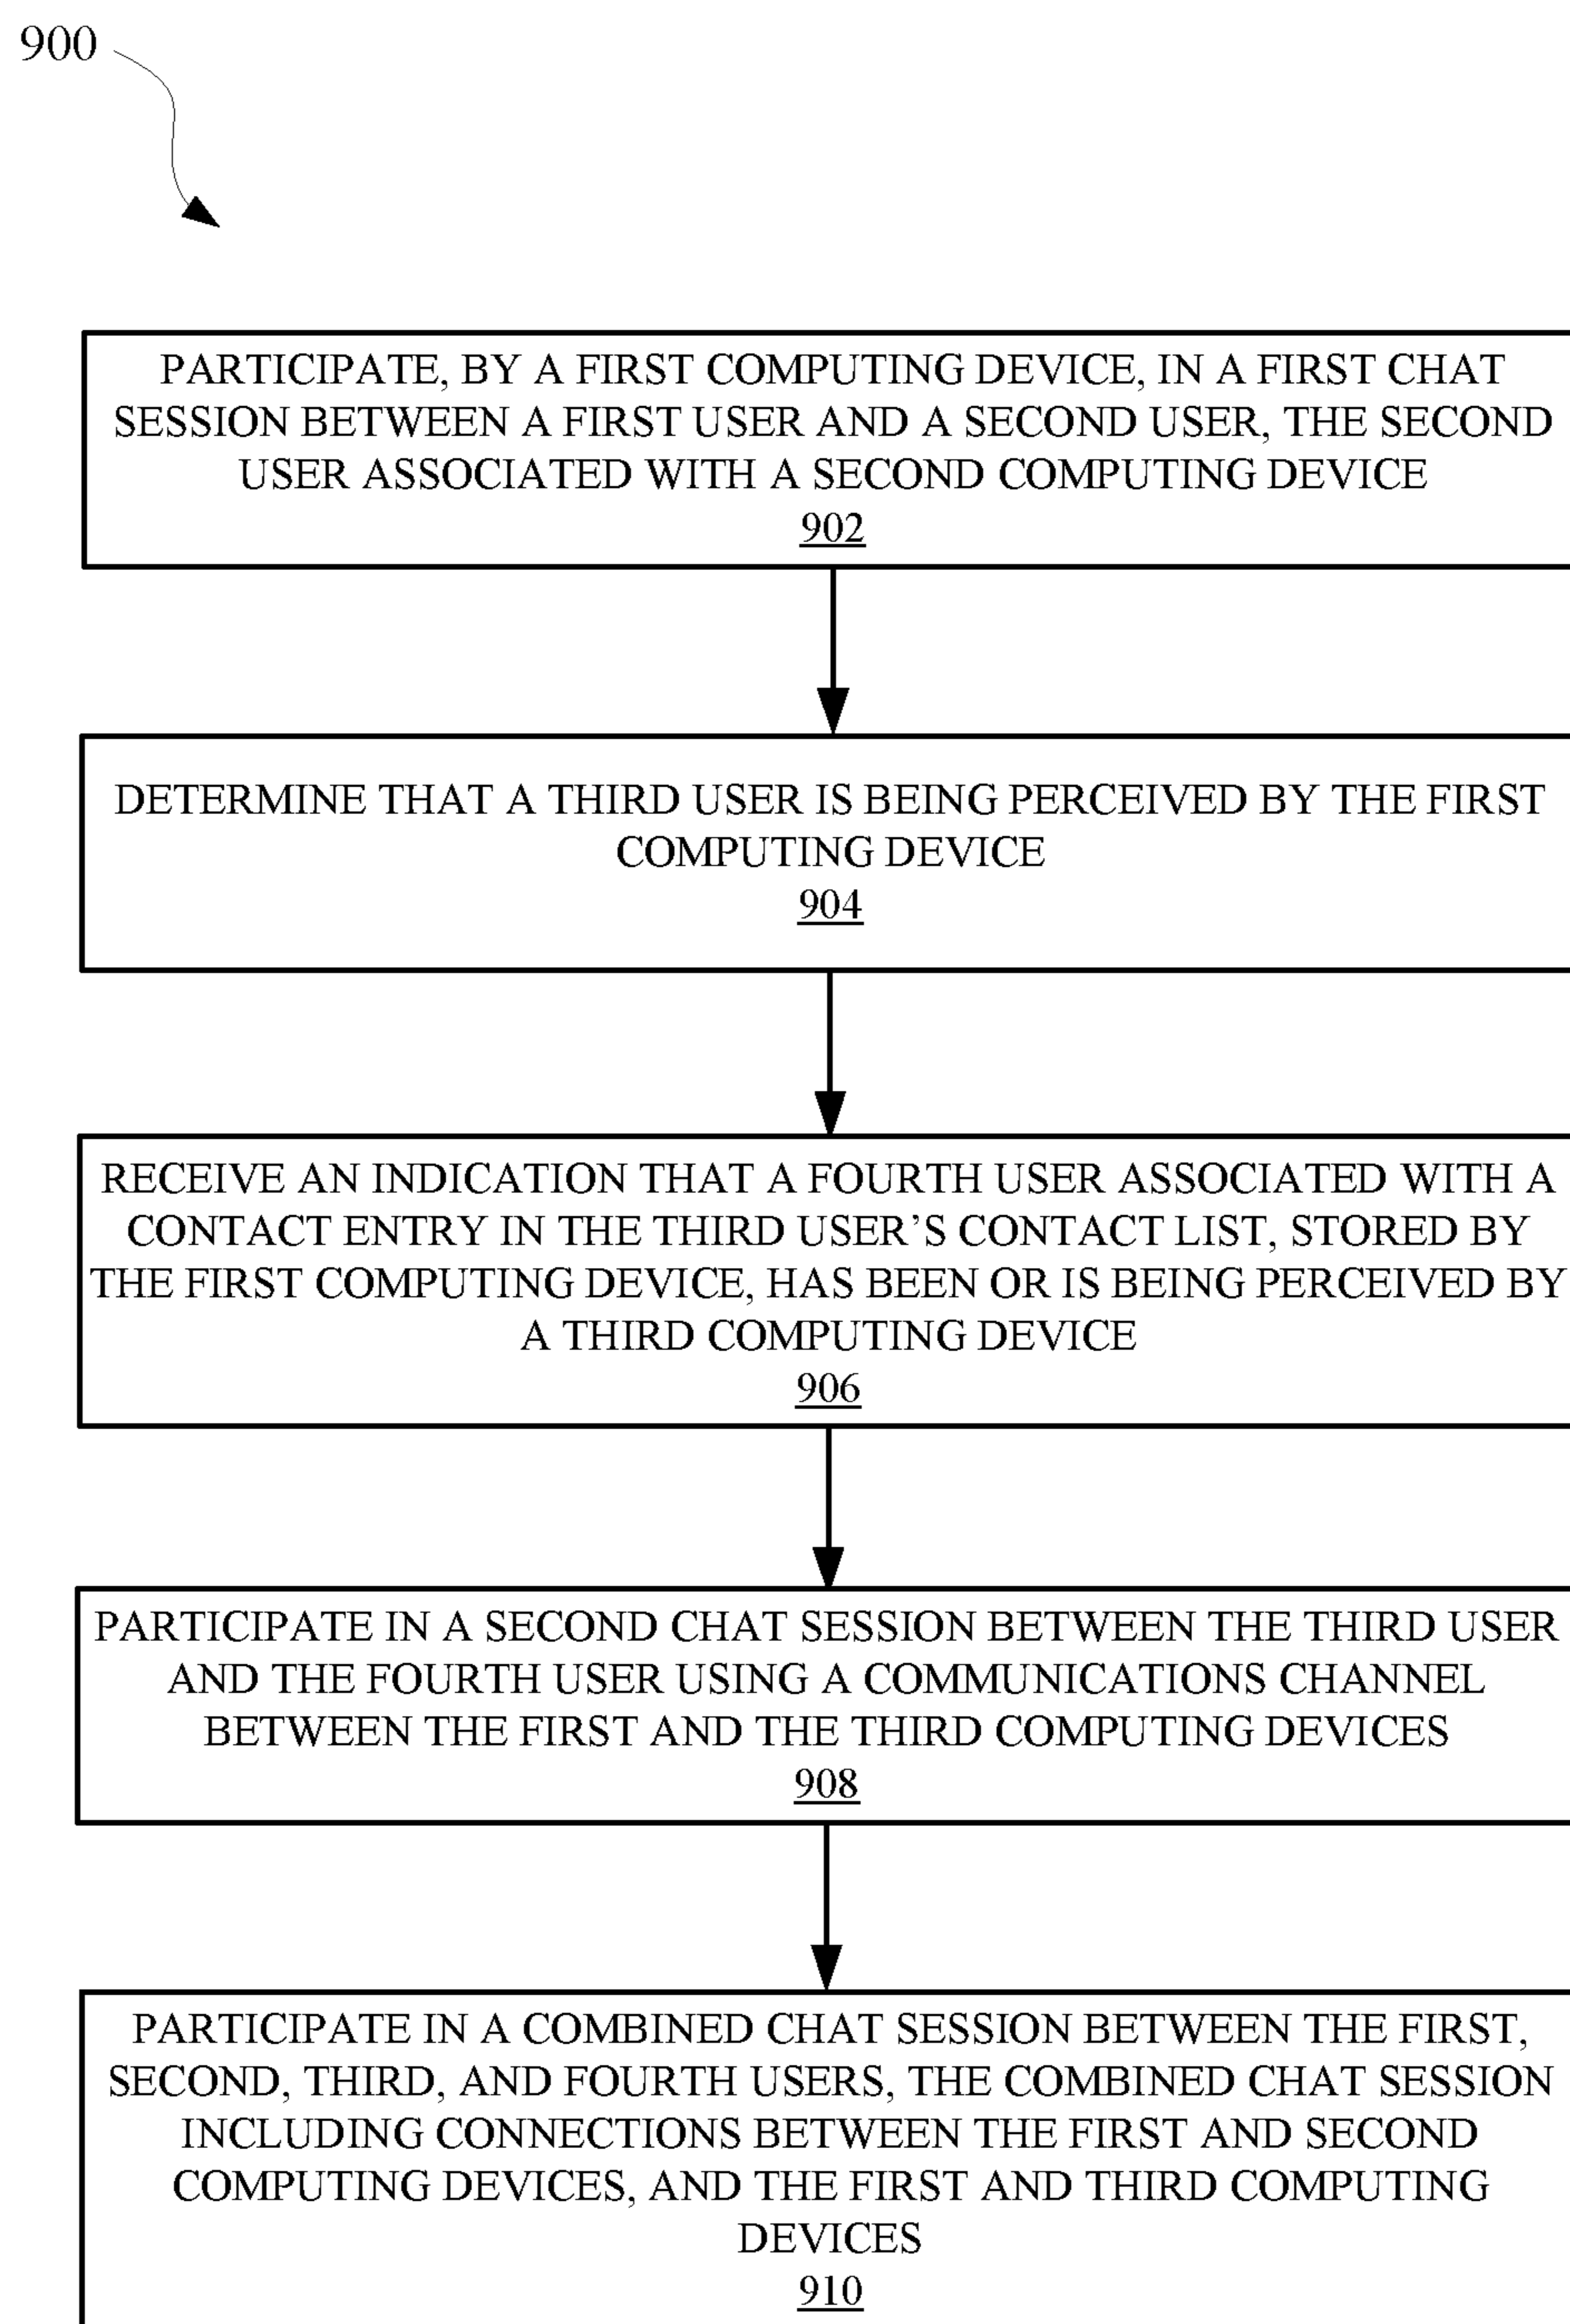 900
PARTICIPATE, BY A FIRST COMPUTING DEVICE, IN A FIRST CHAT
SESSION BETWEEN A FIRST USER AND A SECOND USER, THE SECOND
USER ASSOCIATED WITH A SECOND COMPUTING DEVICE
902
DETERMINE THAT A THIRD USER IS BEING PERCEIVED BY THE FIRST
COMPUTING DEVICE
904
RECEIVE AN INDICATION THAT A FOURTH USER ASSOCIATED WITH A
CONTACT ENTRY IN THE THIRD USER’S CONTACT LIST, STORED BY
THE FIRST COMPUTING DEVICE, HAS BEEN OR IS BEING PERCEIVED BY
A THIRD COMPUTING DEVICE
906
PARTICIPATE IN A SECOND CHAT SESSION BETWEEN THE THIRD USER
AND THE FOURTH USER USING A COMMUNICATIONS CHANNEL
BETWEEN THE FIRST AND THE THIRD COMPUTING DEVICES
908
PARTICIPATE IN A COMBINED CHAT SESSION BETWEEN THE FIRST,
SECOND, THIRD, AND FOURTH USERS, THE COMBINED CHAT SESSION
INCLUDING CONNECTIONS BETWEEN THE FIRST AND SECOND
COMPUTING DEVICES, AND THE FIRST AND THIRD COMPUTING
DEVICES
910